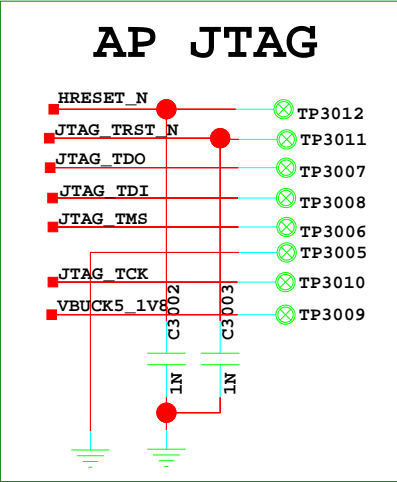 AP JTAG
HRESET_N
TP3012
JTAG_TRST_N
TP3011
JTAG_TDO
TP3007
JTAG_TDI
TP3008
JTAG_TMS
TP3006
TP3005
JTAG_TCK
TP3010
VBUCK5_1V8
TP3009
C3002
C3003
1N
1N